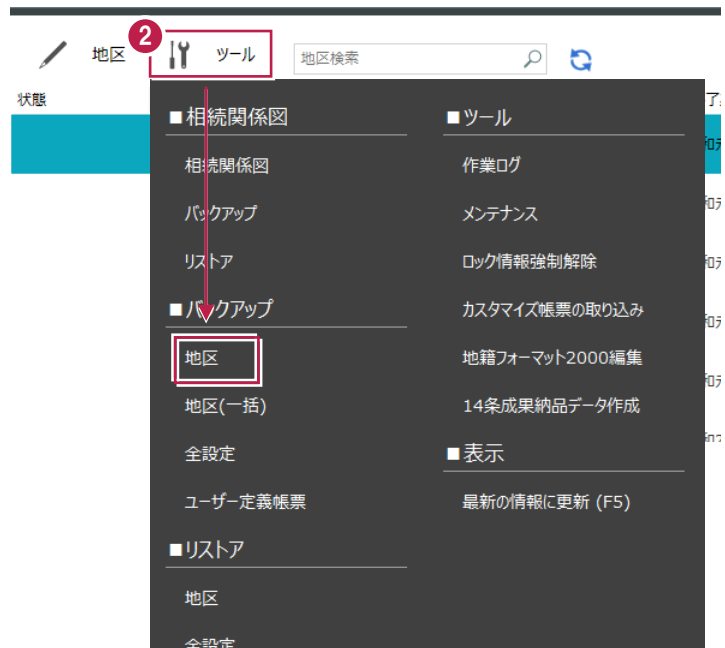 2
地区
ツール
地区検索
状態
■相続関係図
相続関係図
バックアップ
リストア
■バックアップ
地区
地区(一括)
全設定
ユーザー定義帳票
■リストア
地区
全設定
■ツール
作業ログ
メンテナンス
ロック情報強制解除
カスタマイズ帳票の取り込み
地籍フォーマット2000編集
14条成果納品データ作成
■表示
最新の情報に更新 (F5)